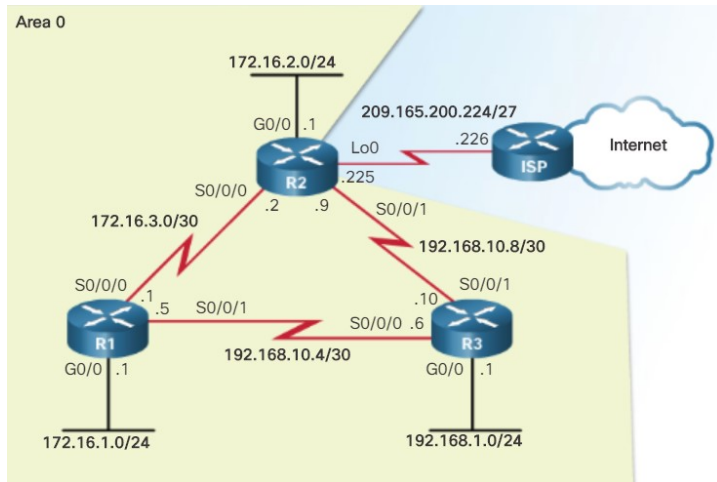 Area 0
172.16.2.0/24
209.165.200.224/27
G0/0 .1
.226
Internet
Lo0
ISP
R2
.225
S0/0/0
.2 .9
S0/0/1
172.16.3.0/30
192.168.10.8/30
S0/0/0
S0/0/1
.1
.10
.5
S0/0/1
S0/0/0 .6
R1
R3
192.168.10.4/30
G0/0 .1
G0/0 .1
172.16.1.0/24
192.168.1.0/24